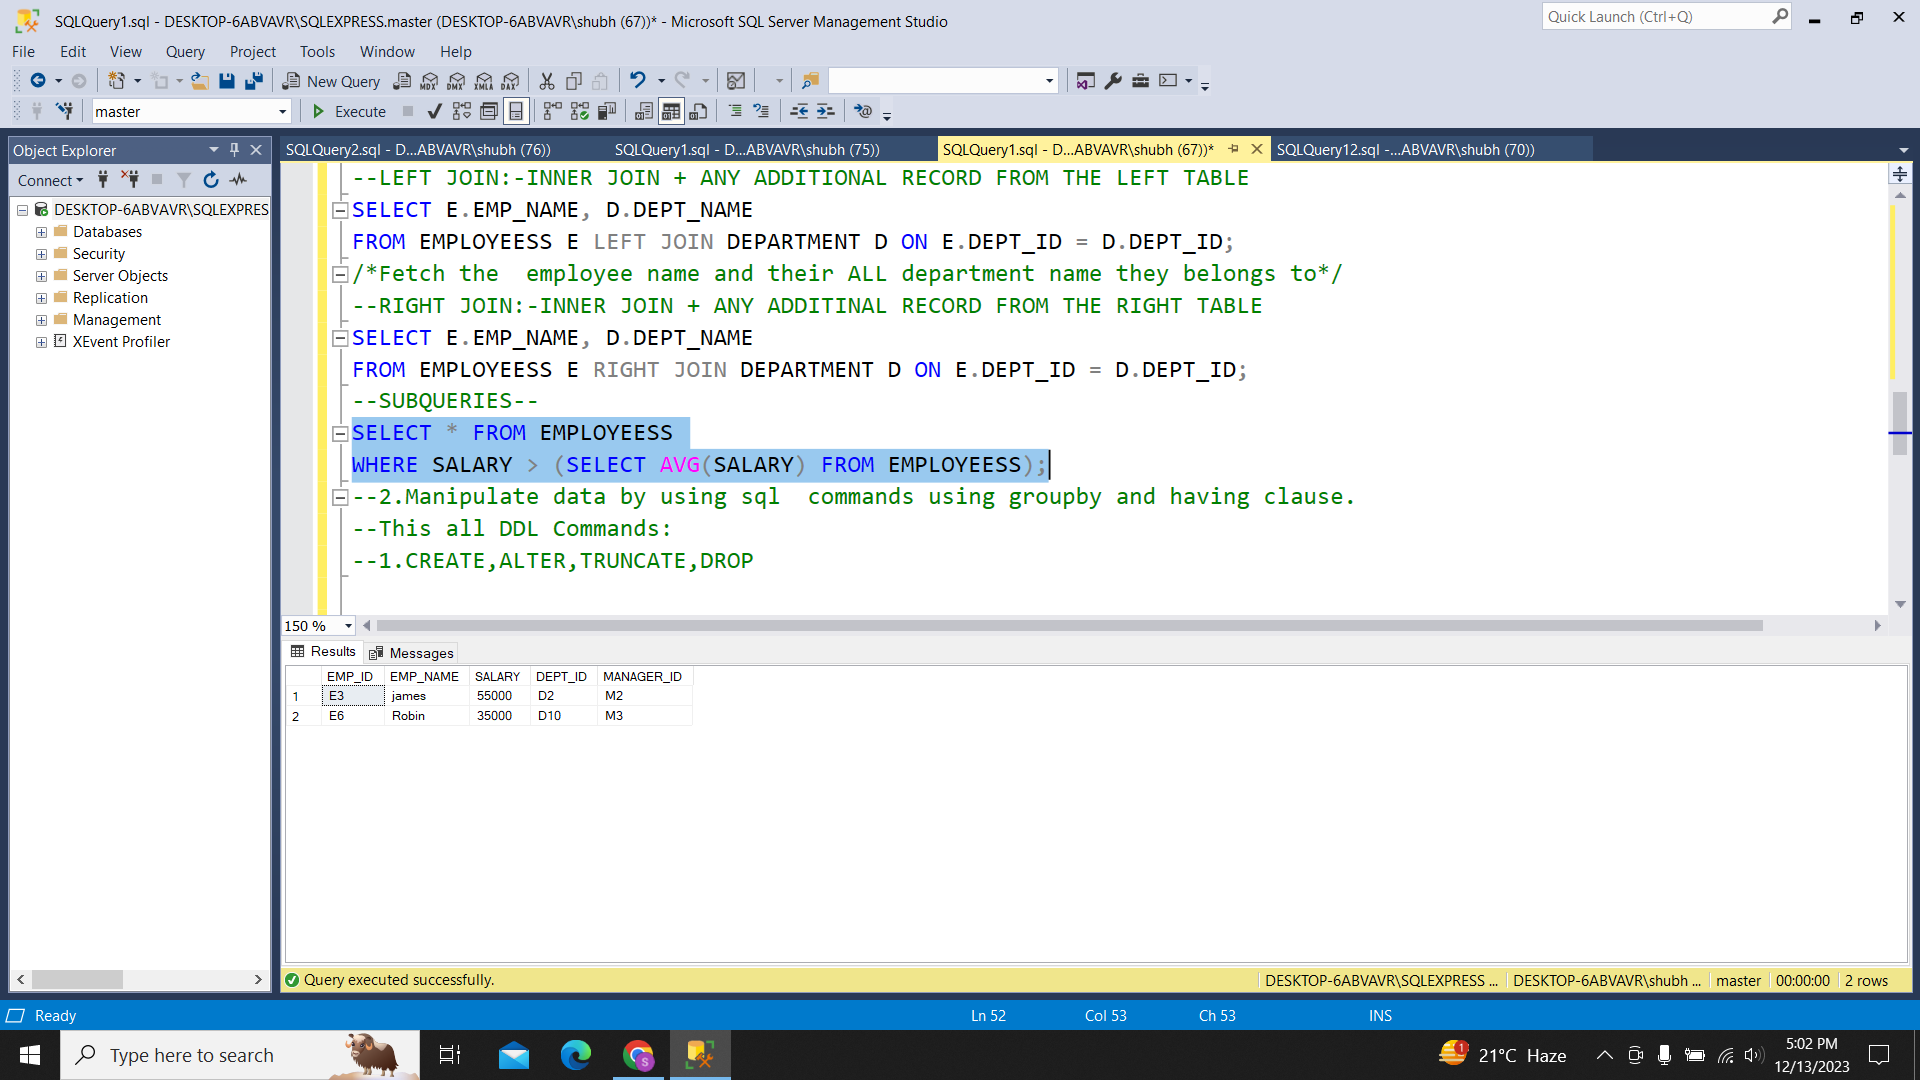 SQLQuery1.sql - DESKTOP-6ABVAVR\SQLEXPRESS.master (DESKTOP-6ABVAVR\shubh (67))* - Microsoft SQL Server Management Studio
Quick Launch (Ctrl+Q)
File Edit View Query Project Tools Window Help
New Query MDX DMX XMLA DAX
master Execute
Object Explorer
SQLQuery2.sql - D...ABVAVR\shubh (76)) SQLQuery1.sql - D...ABVAVR\shubh (75)) SQLQuery1.sql - D...ABVAVR\shubh (67))* SQLQuery12.sql -...ABVAVR\shubh (70))
Connect
DESKTOP-6ABVAVR\SQLEXPRES
Databases
Security
Server Objects
Replication
Management
XEvent Profiler
--LEFT JOIN:-INNER JOIN + ANY ADDITIONAL RECORD FROM THE LEFT TABLE
SELECT E.EMP_NAME, D.DEPT_NAME
FROM EMPLOYEESS E LEFT JOIN DEPARTMENT D ON E.DEPT_ID = D.DEPT_ID;
/*Fetch the  employee name and their ALL department name they belongs to*/
--RIGHT JOIN:-INNER JOIN + ANY ADDITINAL RECORD FROM THE RIGHT TABLE
SELECT E.EMP_NAME, D.DEPT_NAME
FROM EMPLOYEESS E RIGHT JOIN DEPARTMENT D ON E.DEPT_ID = D.DEPT_ID;
--SUBQUERIES--
SELECT * FROM EMPLOYEESS
WHERE SALARY > (SELECT AVG(SALARY) FROM EMPLOYEESS);
--2.Manipulate data by using sql  commands using groupby and having clause.
--This all DDL Commands:
--1.CREATE,ALTER,TRUNCATE,DROP
150 %
Results Messages
EMP_ID EMP_NAME SALARY DEPT_ID MANAGER_ID
1 E3 james 55000 D2 M2
2 E6 Robin 35000 D10 M3
Query executed successfully. DESKTOP-6ABVAVR\SQLEXPRESS ... DESKTOP-6ABVAVR\shubh ... master 00:00:00 2 rows
Ready Ln 52 Col 53 Ch 53 INS
Type here to search
S
1 21°C Haze
5:02 PM
12/13/2023